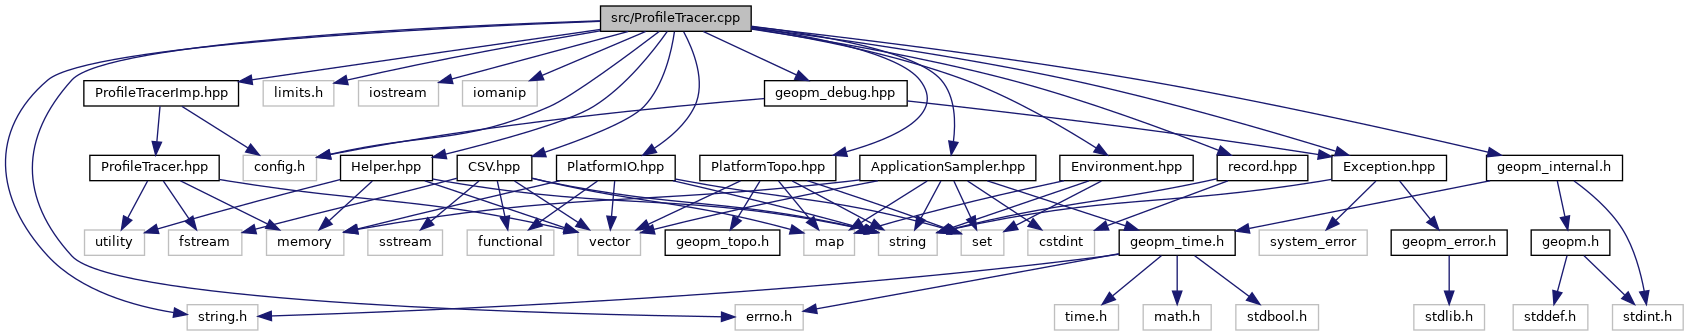 src/ProfileTracer.cpp
ProfileTracerImp.hpp
limits.h
iostream
iomanip
geopm_debug.hpp
config.h
ProfileTracer.hpp
Helper.hpp
CSV.hpp
PlatformIO.hpp
PlatformTopo.hpp
ApplicationSampler.hpp
Environment.hpp
record.hpp
Exception.hpp
geopm_internal.h
utility
fstream
memory
sstream
functional
vector
geopm_topo.h
map
string
set
cstdint
geopm_time.h
system_error
geopm_error.h
geopm.h
string.h
errno.h
time.h
math.h
stdbool.h
stdlib.h
stddef.h
stdint.h